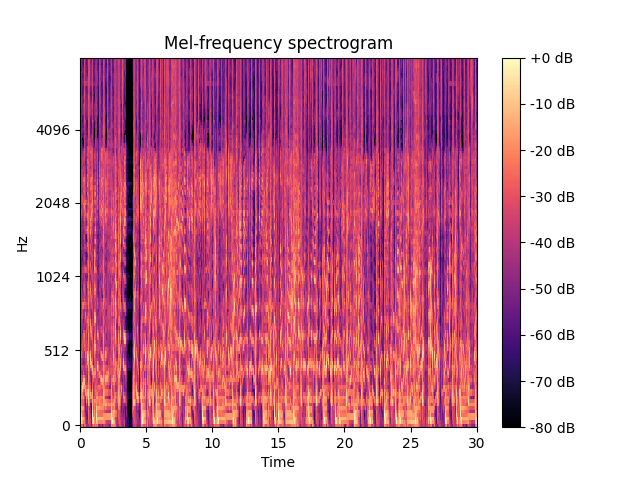 Mel-frequency spectrogram
Hz
4096
2048
1024
512
0
0 5 10 15 20 25 30
Time
+0 dB
-10 dB
-20 dB
-30 dB
-40 dB
-50 dB
-60 dB
-70 dB
-80 dB